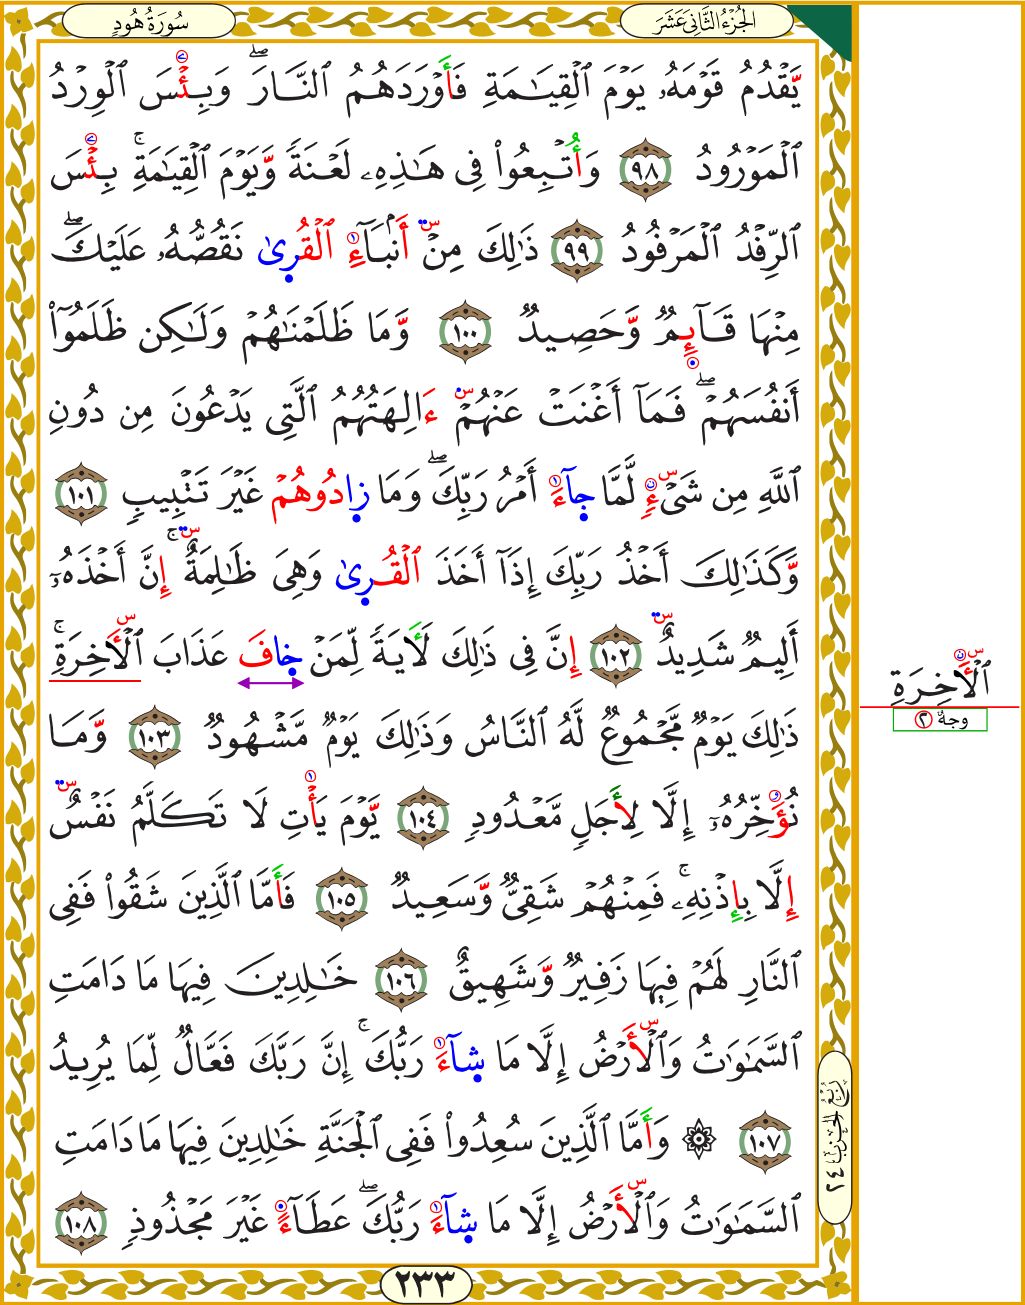 سُورَةُ هُودٍ
الجُزْءُ الثَّانِي عَشَرَ
يَقْدُمُ قَوْمَهُۥ يَوْمَ ٱلْقِيَـٰمَةِ فَأَوْرَدَهُمُ ٱلنَّارَ ۖ وَبِئْسَ ٱلْوِرْدُ
ٱلْمَوْرُودُ ٩٨ وَأُتْبِعُوا۟ فِى هَـٰذِهِۦ لَعْنَةً وَيَوْمَ ٱلْقِيَـٰمَةِ ۚ بِئْسَ
ٱلرِّفْدُ ٱلْمَرْفُودُ ٩٩ ذَٰلِكَ مِنْ أَنۢبَآءِ ٱلْقُرَىٰ نَقُصُّهُۥ عَلَيْكَ ۖ
مِنْهَا قَآئِمٌ وَحَصِيدٌ ١٠٠ وَمَا ظَلَمْنَـٰهُمْ وَلَـٰكِن ظَلَمُوٓا۟
أَنفُسَهُمْ ۖ فَمَآ أَغْنَتْ عَنْهُمْ ءَالِهَتُهُمُ ٱلَّتِى يَدْعُونَ مِن دُونِ
ٱللَّهِ مِن شَىْءٍ لَّمَّا جَآءَ أَمْرُ رَبِّكَ ۖ وَمَا زَادُوهُمْ غَيْرَ تَتْبِيبٍ ١٠١
وَكَذَٰلِكَ أَخْذُ رَبِّكَ إِذَآ أَخَذَ ٱلْقُرَىٰ وَهِىَ ظَـٰلِمَةٌ ۚ إِنَّ أَخْذَهُۥٓ
أَلِيمٌ شَدِيدٌ ١٠٢ إِنَّ فِى ذَٰلِكَ لَـَٔايَةً لِّمَنْ خَافَ عَذَابَ ٱلْـَٔاخِرَةِ ۚ
ٱلْـَٔاخِرَةِ
وجهٌ ٢
ذَٰلِكَ يَوْمٌ مَّجْمُوعٌ لَّهُ ٱلنَّاسُ وَذَٰلِكَ يَوْمٌ مَّشْهُودٌ ١٠٣ وَمَا
نُؤَخِّرُهُۥٓ إِلَّا لِأَجَلٍ مَّعْدُودٍ ١٠٤ يَوْمَ يَأْتِ لَا تَكَلَّمُ نَفْسٌ
إِلَّا بِإِذْنِهِۦ ۚ فَمِنْهُمْ شَقِىٌّ وَسَعِيدٌ ١٠٥ فَأَمَّا ٱلَّذِينَ شَقُوا۟ فَفِى
ٱلنَّارِ لَهُمْ فِيهَا زَفِيرٌ وَشَهِيقٌ ١٠٦ خَـٰلِدِينَ فِيهَا مَا دَامَتِ
ٱلسَّمَـٰوَٰتُ وَٱلْأَرْضُ إِلَّا مَا شَآءَ رَبُّكَ ۚ إِنَّ رَبَّكَ فَعَّالٌ لِّمَا يُرِيدُ
١٠٧ ۞ وَأَمَّا ٱلَّذِينَ سُعِدُوا۟ فَفِى ٱلْجَنَّةِ خَـٰلِدِينَ فِيهَا مَا دَامَتِ
رُبْعُ الحِزْبِ ٢٤
ٱلسَّمَـٰوَٰتُ وَٱلْأَرْضُ إِلَّا مَا شَآءَ رَبُّكَ ۖ عَطَآءً غَيْرَ مَجْذُوذٍ ١٠٨
٢٣٣